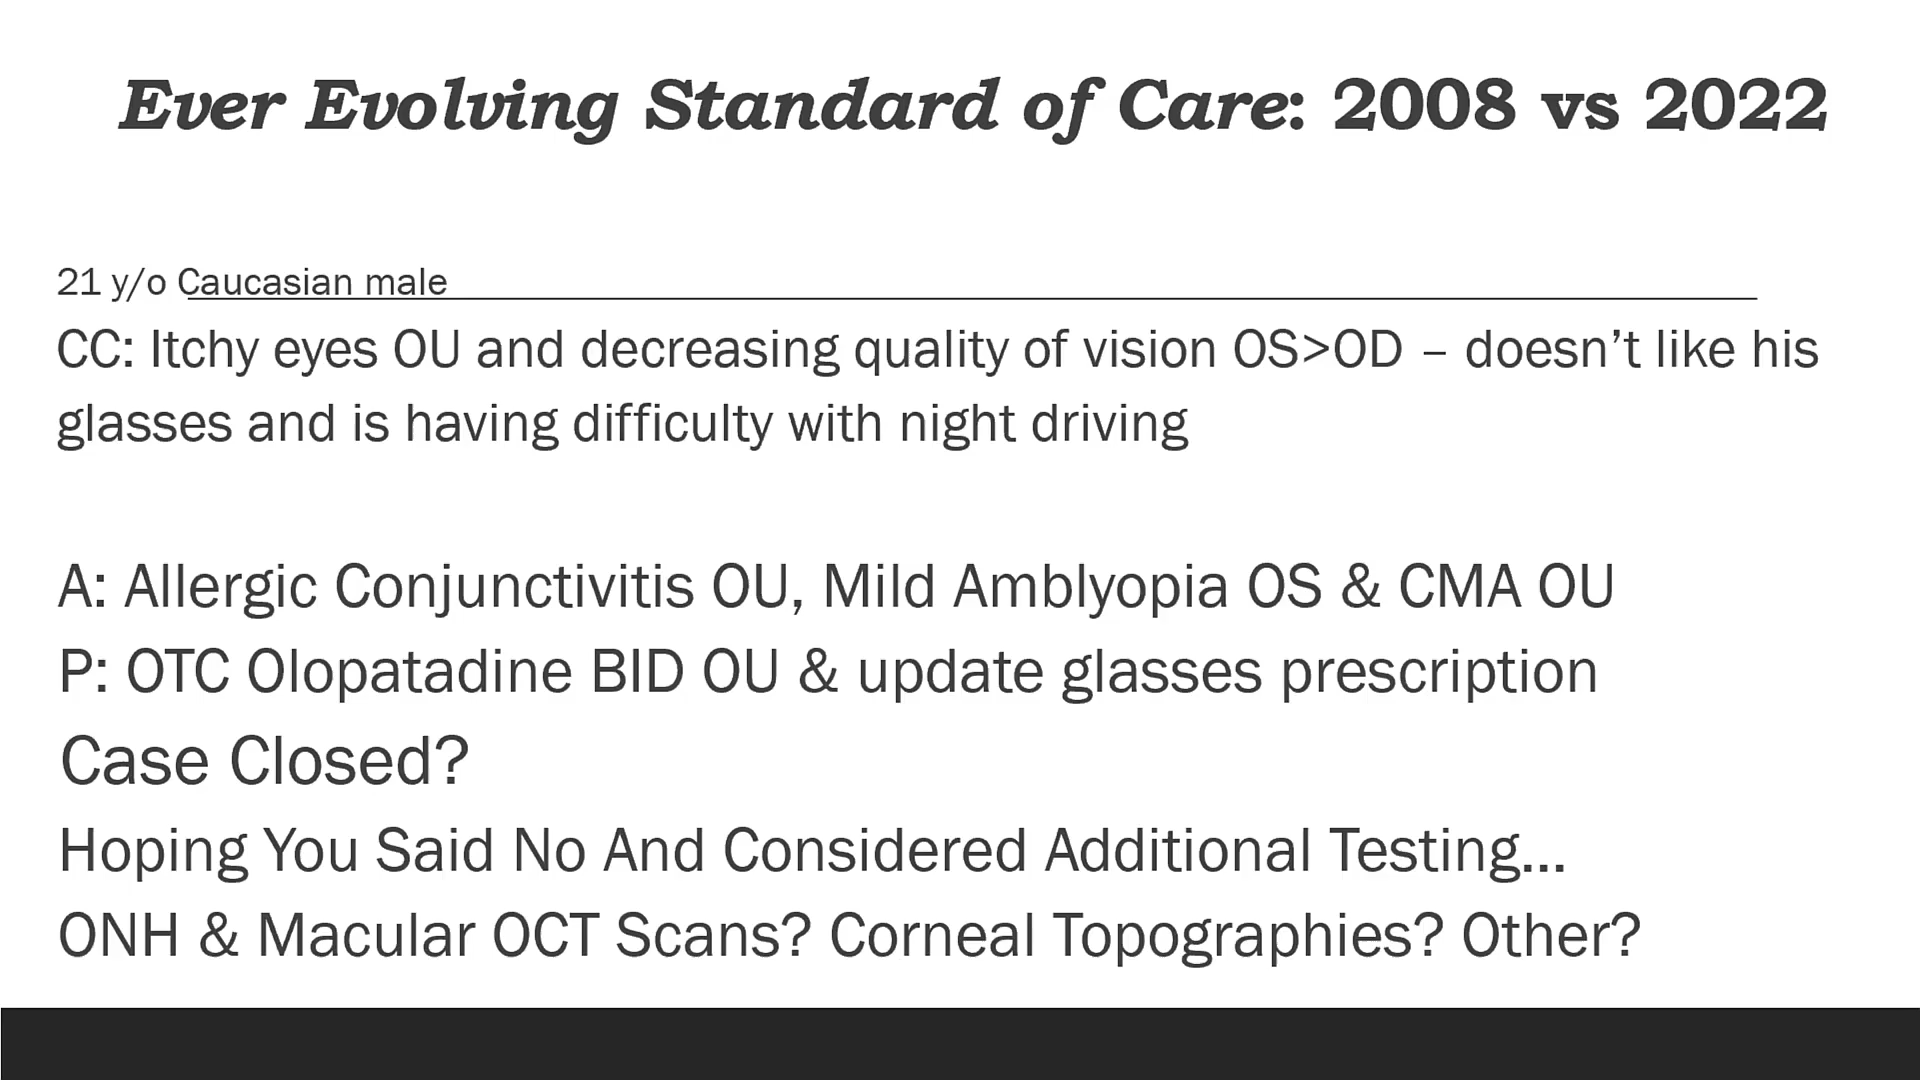 Ever Evolving Standard of Care: 2008 vs 2022
21 y/o Caucasian male
CC: Itchy eyes OU and decreasing quality of vision OS>OD – doesn’t like his
glasses and is having difficulty with night driving
A: Allergic Conjunctivitis OU, Mild Amblyopia OS & CMA OU
P: OTC Olopatadine BID OU & update glasses prescription
Case Closed?
Hoping You Said No And Considered Additional Testing...
ONH & Macular OCT Scans? Corneal Topographies? Other?